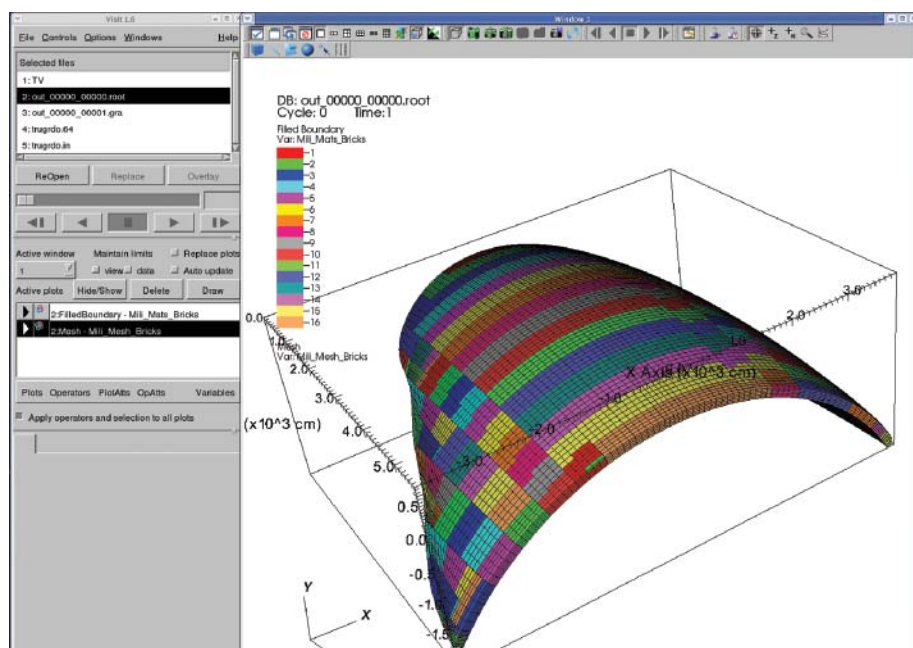 Visit 1.6
File Controls Options Windows Help
Selected files
1: TV
2: out_00000_00000.root
3: out_00000_00001.gra
4: trugrdo.64
5: trugrdo.in
ReOpen Replace Overlay
Active window Maintain limits Replace plots
1 view data Auto update
Active plots Hide/Show Delete Draw
2:FilledBoundary - Mili_Mats_Bricks
2:Mesh - Mili_Mesh_Bricks
Plots Operators PlotAtts OpAtts Variables
Apply operators and selection to all plots
Window 1
DB: out_00000_00000.root
Cycle: 0 Time:1
Filled Boundary
Var: Mili_Mats_Bricks
1
2
3
4
5
6
7
8
9
10
11
12
13
14
15
16
Mesh
Var: Mili_Mesh_Bricks
0.0
1.0
2.0
3.0
4.0
5.0
(x10^3 cm)
X Axis (x10^3 cm)
-3.0
-2.0
-1.0
1.0
2.0
3.0
0.5
0.0
-0.5
-1.0
-1.5
Y
X